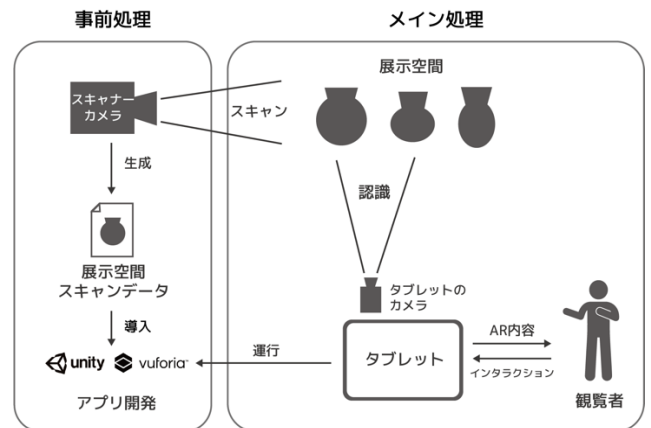 事前処理
メイン処理
スキャナー
カメラ
スキャン
展示空間
生成
認識
展示空間
スキャンデータ
タブレットの
カメラ
導入
unity vuforia™
運行
タブレット
AR内容
インタラクション
アプリ開発
観覧者